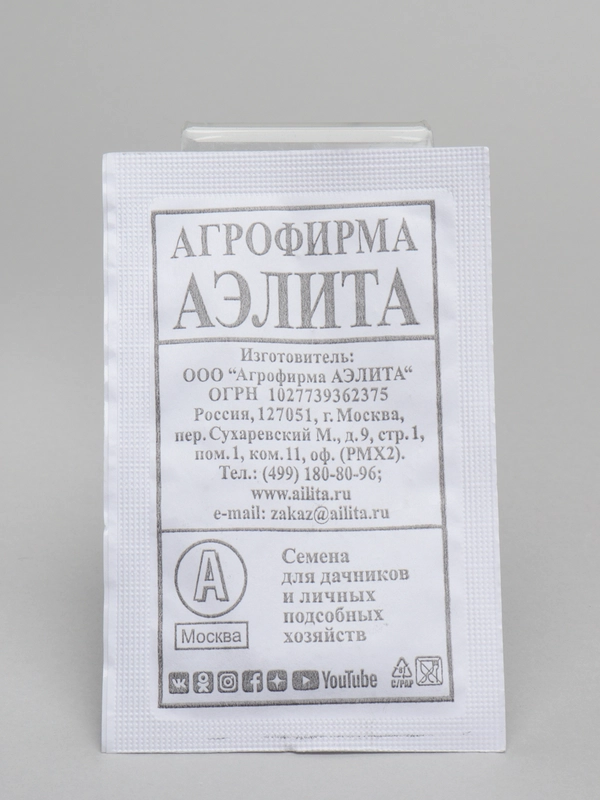 АГРОФИРМА
АЭЛИТА
Изготовитель:
ООО “Агрофирма АЭЛИТА“
ОГРН 1027739362375
Россия, 127051, г. Москва,
пер. Сухаревский М., д. 9, стр. 1,
пом. 1, ком. 11, оф. (РМХ2).
Тел.: (499) 180-80-96;
www.ailita.ru
e-mail: zakaz@ailita.ru
А
Москва
Семена
для дачников
и личных
подсобных
хозяйств
YouTube
C/PAP